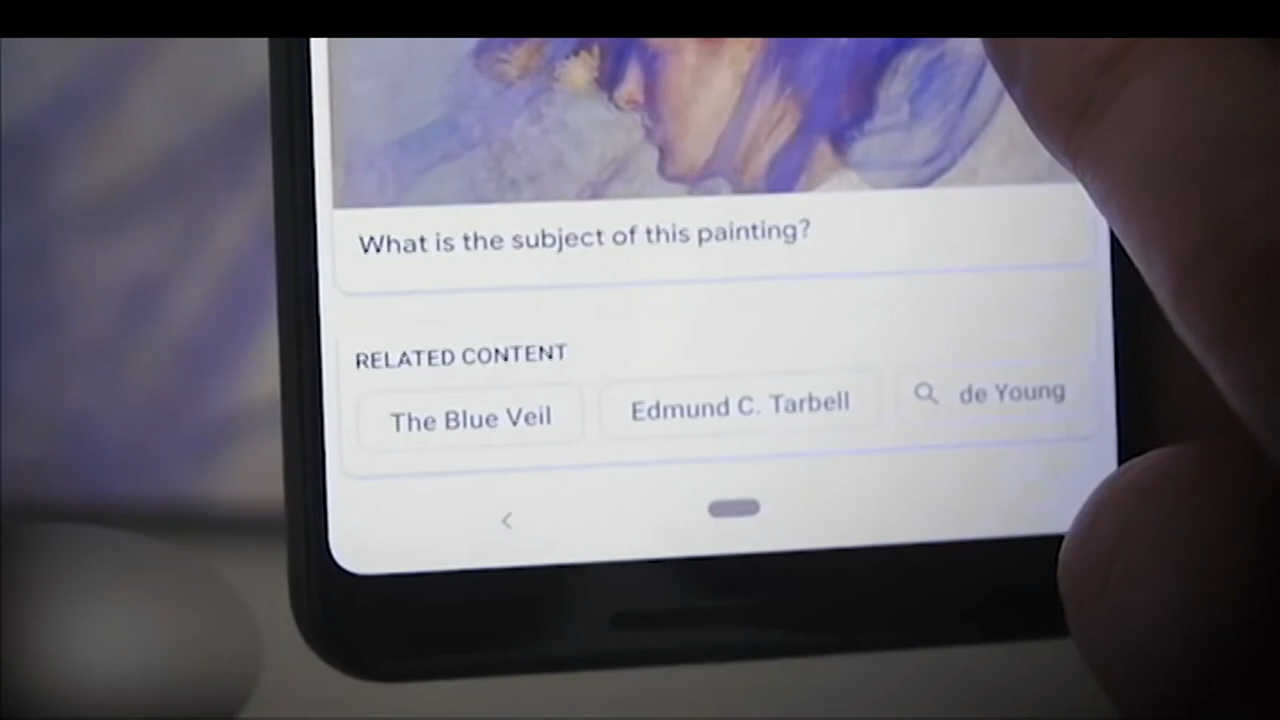 What is the subject of this painting?
RELATED CONTENT
The Blue Veil Edmund C. Tarbell de Young